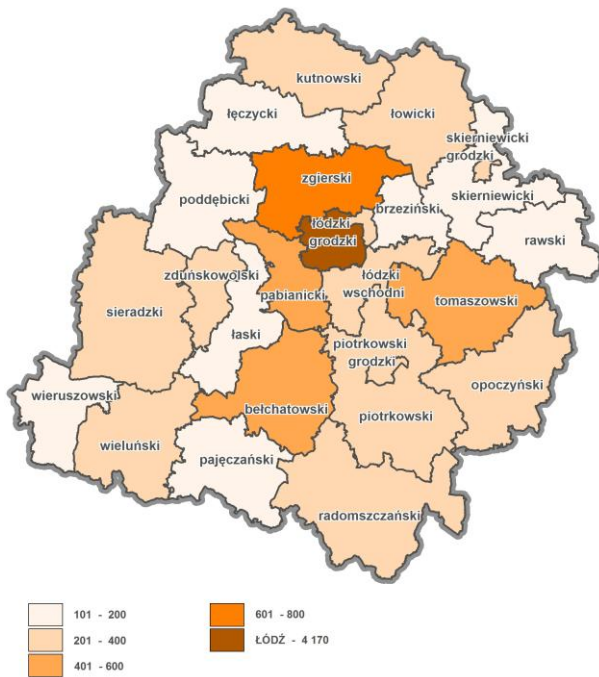 kutnowski
łęczycki
łowicki
skierniewicki
grodzki
zgierski
poddębicki
brzeziński
skierniewicki
łódzki
grodzki
rawski
zduńskowolski
łódzki
wschodni
pabianicki
tomaszowski
sieradzki
łaski
piotrkowski
grodzki
opoczyński
wieruszowski
bełchatowski
piotrkowski
wieluński
pajęczański
radomszczański
101 - 200
201 - 400
401 - 600
601 - 800
ŁÓDŹ - 4 170